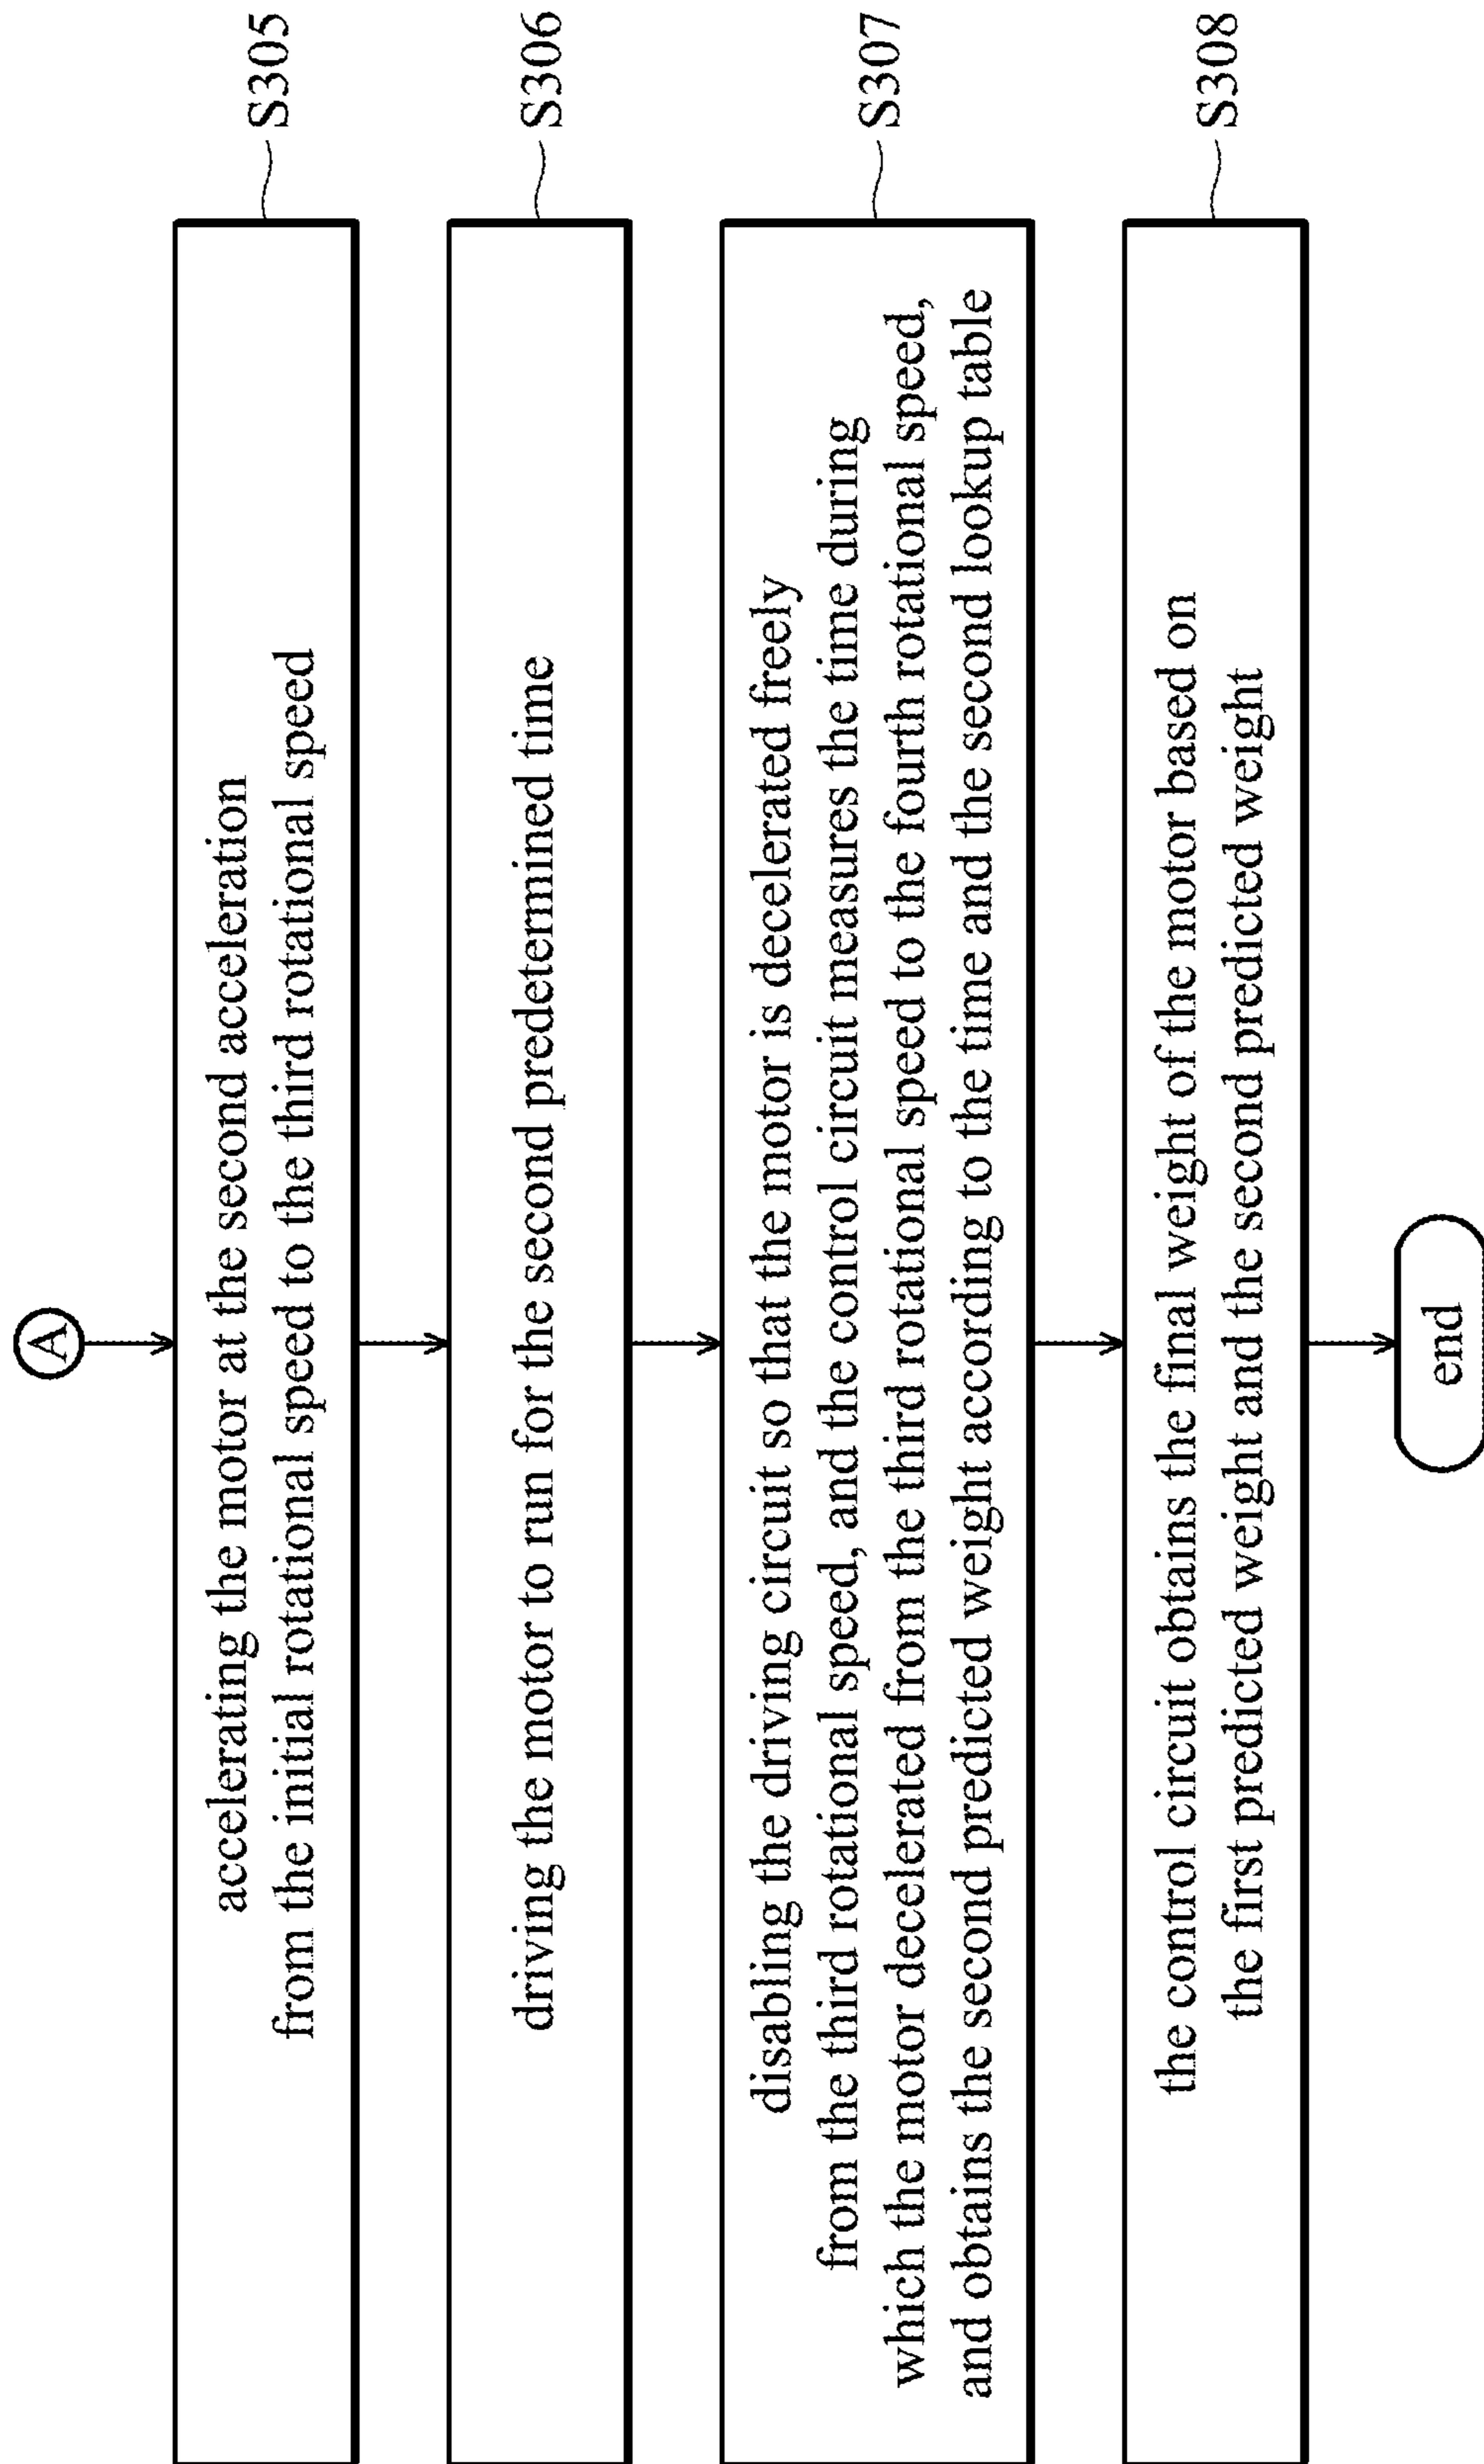 A
accelerating the motor at the second acceleration
from the initial rotational speed to the third rotational speed
S305
driving the motor to run for the second predetermined time
S306
disabling the driving circuit so that the motor is decelerated freely
from the third rotational speed, and the control circuit measures the time during
which the motor decelerated from the third rotational speed to the fourth rotational speed,
and obtains the second predicted weight according to the time and the second lookup table
S307
the control circuit obtains the final weight of the motor based on
the first predicted weight and the second predicted weight
S308
end